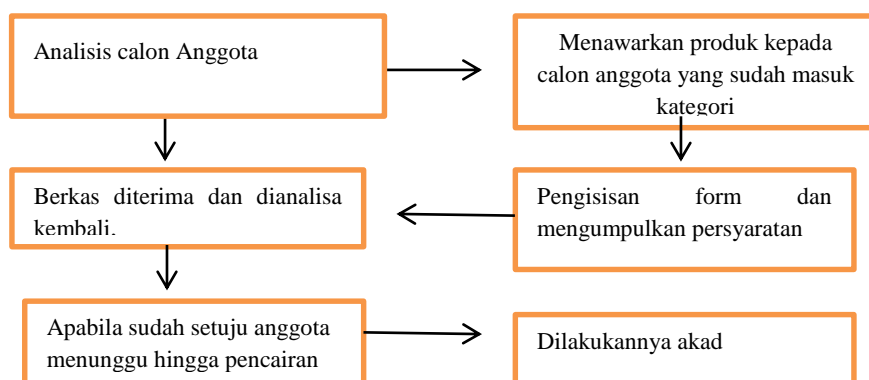 Analisis calon Anggota
Menawarkan produk kepada
calon anggota yang sudah masuk
kategori
Pengisisan form dan
mengumpulkan persyaratan
Berkas diterima dan dianalisa
kembali.
Apabila sudah setuju anggota
menunggu hingga pencairan
Dilakukannya akad